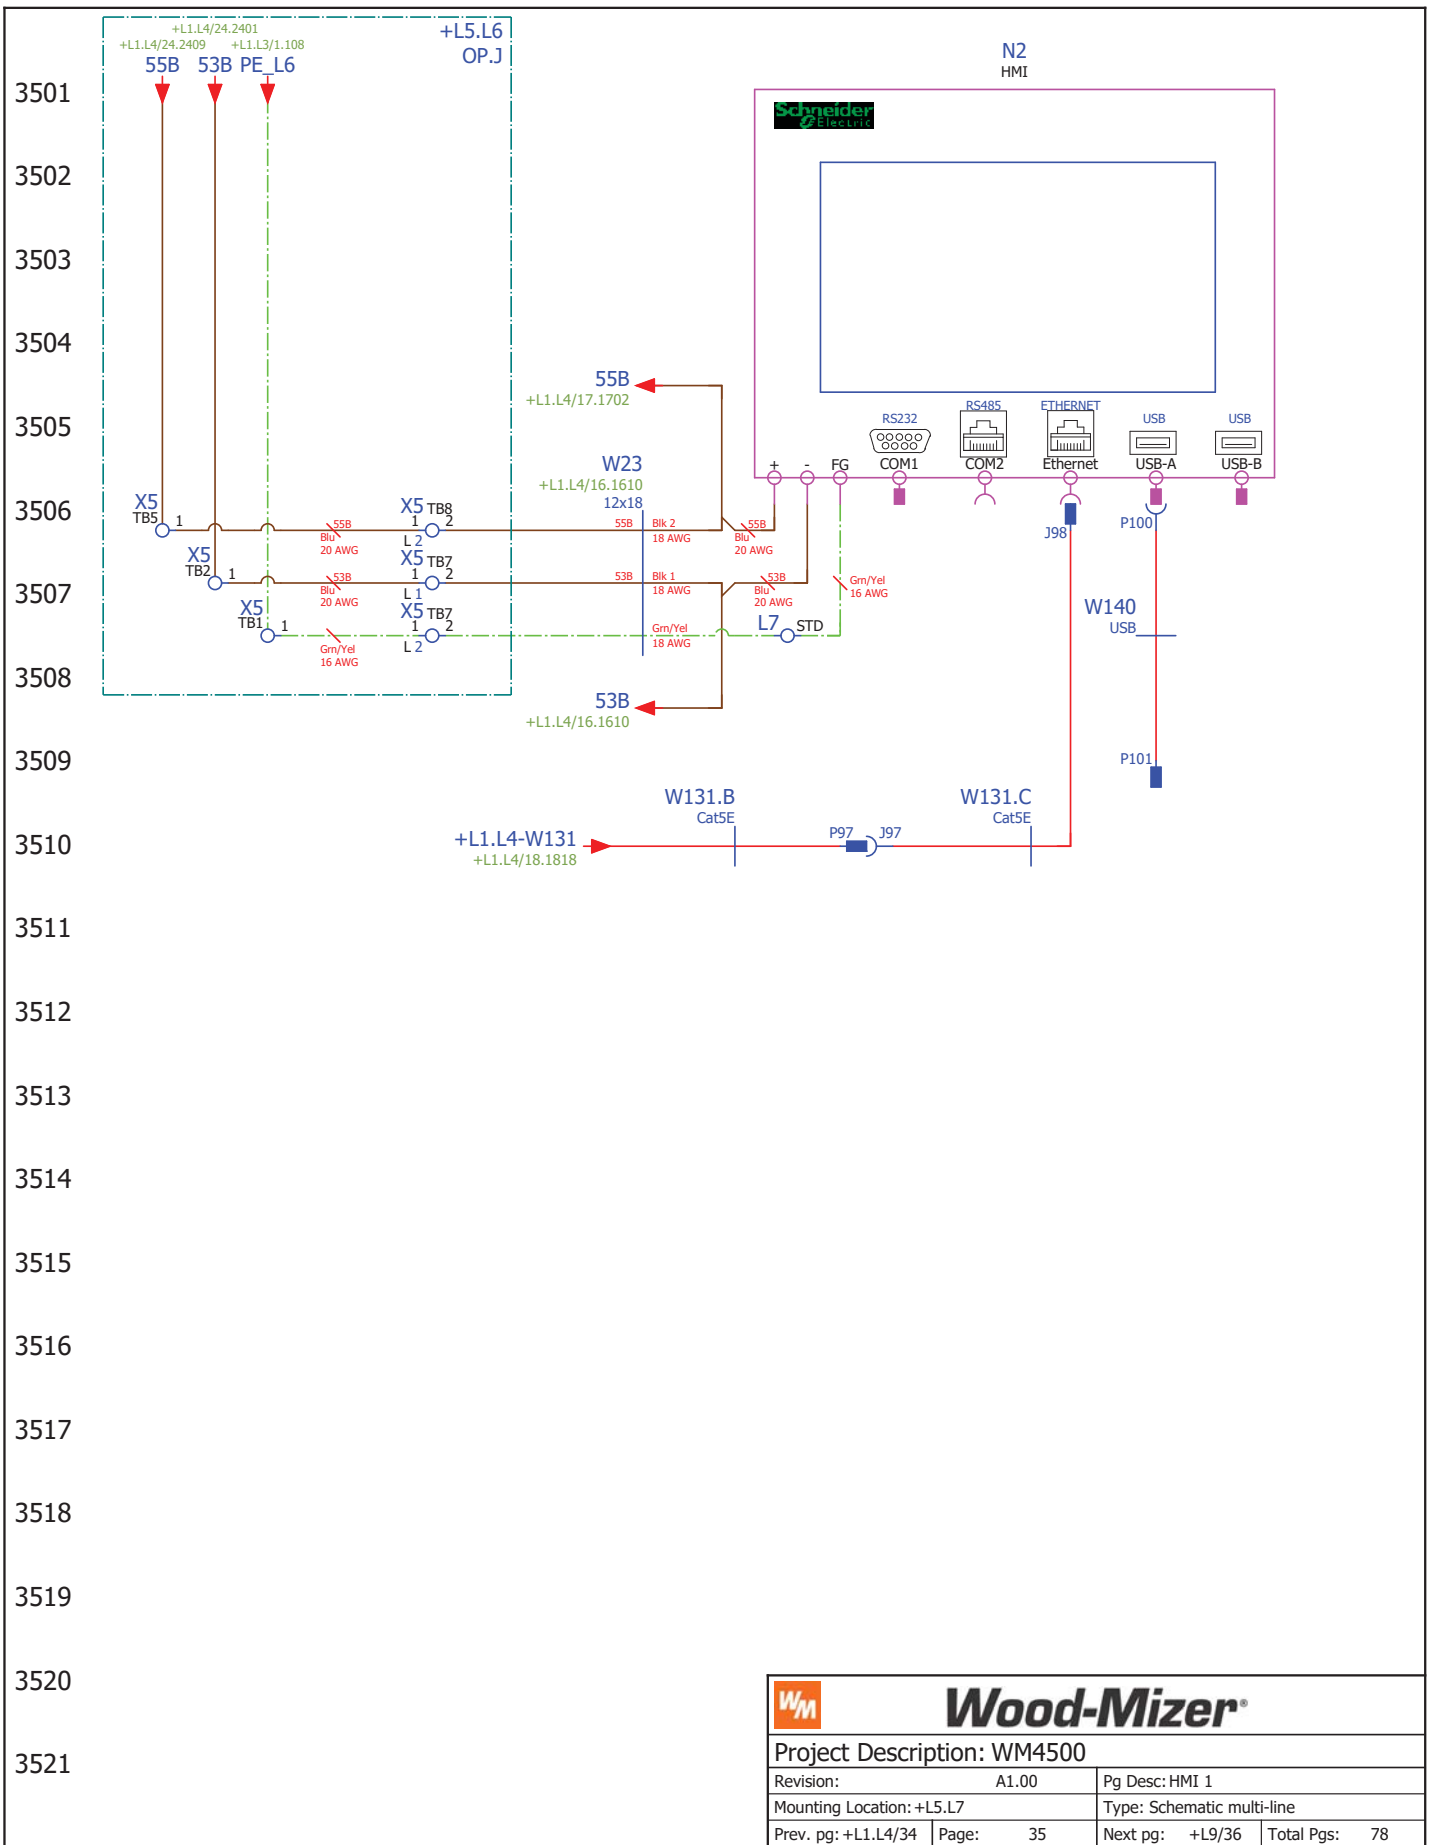 +L1.L4/24.2401
+L1.L4/24.2409
+L1.L3/1.108
55B
53B
PE_L6
+L5.L6
OP.J
N2
HMI
Schneider
Electric
3501
3502
3503
3504
55B
+L1.L4/17.1702
RS232
RS485
ETHERNET
USB
USB
3505
+
-
FG
COM1
COM2
Ethernet
USB-A
USB-B
W23
+L1.L4/16.1610
12x18
3506
X5
TB5
1
55B
Blu
20 AWG
X5
TB8
1
2
L 2
55B
Blk 2
18 AWG
55B
Blu
20 AWG
J98
P100
X5
TB2
1
53B
Blu
20 AWG
X5
TB7
1
2
L 1
53B
Blk 1
18 AWG
53B
Blu
20 AWG
Grn/Yel
16 AWG
3507
X5
TB1
1
Grn/Yel
16 AWG
X5
TB7
1
2
L 2
Grn/Yel
18 AWG
L7
STD
W140
USB
3508
53B
+L1.L4/16.1610
3509
P101
W131.B
Cat5E
W131.C
Cat5E
3510
+L1.L4-W131
+L1.L4/18.1818
P97
J97
3511
3512
3513
3514
3515
3516
3517
3518
3519
3520
3521
WM
Wood-Mizer®
Project Description: WM4500
Revision: A1.00
Pg Desc: HMI 1
Mounting Location: +L5.L7
Type: Schematic multi-line
Prev. pg: +L1.L4/34
Page: 35
Next pg: +L9/36
Total Pgs: 78